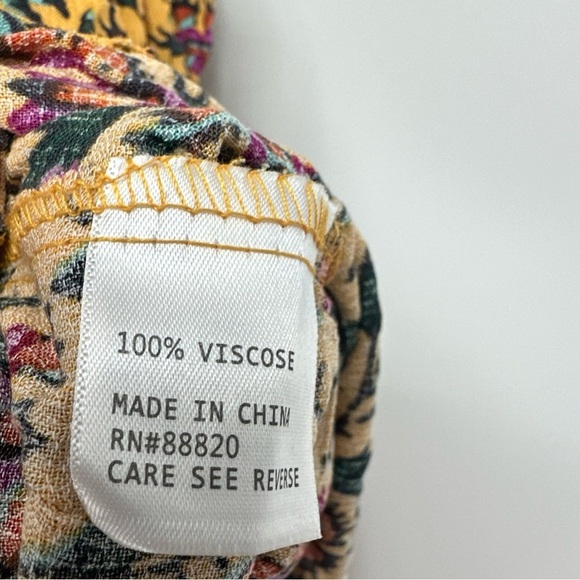 100% VISCOSE
MADE IN CHINA
RN#88820
CARE SEE REVERSE